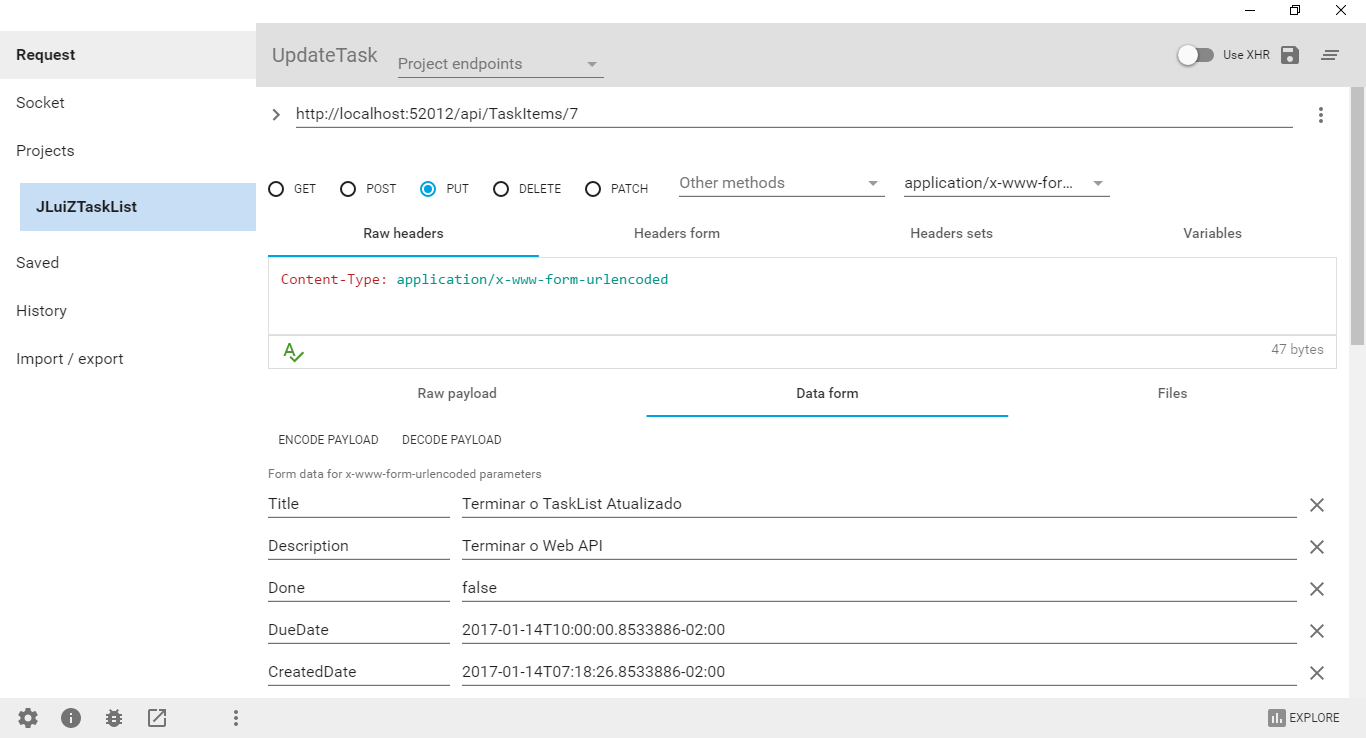 Request
Socket
Projects
JLuiZTaskList
Saved
History
Import / export
UpdateTask
Project endpoints
Use XHR
http://localhost:52012/api/TaskItems/7
GET POST PUT DELETE PATCH Other methods application/x-www-for...
Raw headers Headers form Headers sets Variables
Content-Type: application/x-www-form-urlencoded
47 bytes
Raw payload Data form Files
ENCODE PAYLOAD DECODE PAYLOAD
Form data for x-www-form-urlencoded parameters
Title Terminar o TaskList Atualizado
Description Terminar o Web API
Done false
DueDate 2017-01-14T10:00:00.8533886-02:00
CreatedDate 2017-01-14T07:18:26.8533886-02:00
EXPLORE